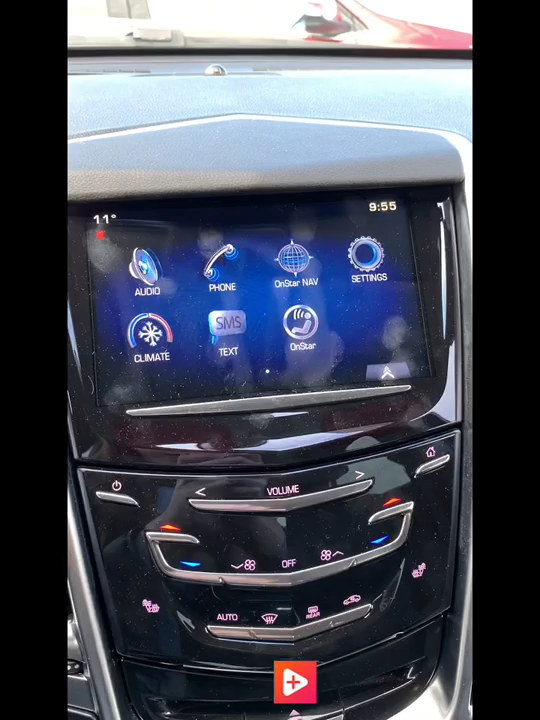 11°
9:55
AUDIO
PHONE
OnStar NAV
SETTINGS
CLIMATE
SMS
TEXT
OnStar
< VOLUME >
OFF
AUTO
REAR